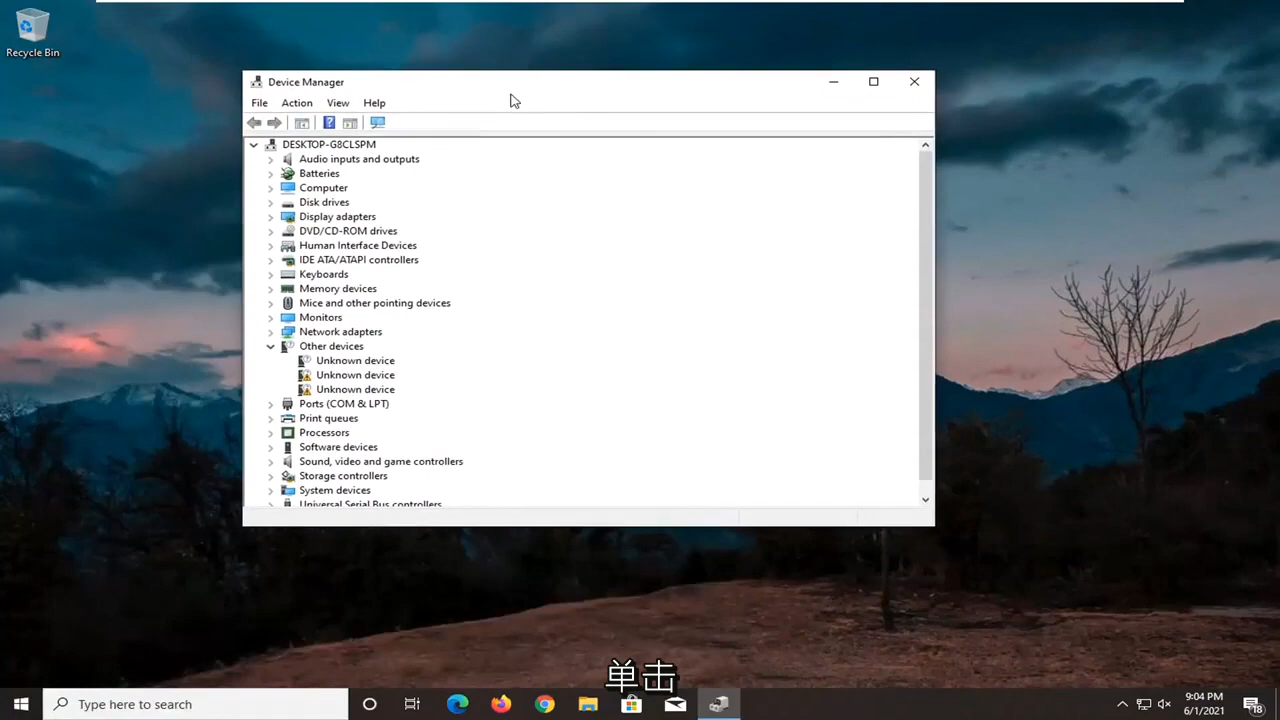 Recycle Bin
Device Manager
File Action View Help
DESKTOP-G8CLSPM
Audio inputs and outputs
Batteries
Computer
Disk drives
Display adapters
DVD/CD-ROM drives
Human Interface Devices
IDE ATA/ATAPI controllers
Keyboards
Memory devices
Mice and other pointing devices
Monitors
Network adapters
Other devices
Unknown device
Unknown device
Unknown device
Ports (COM & LPT)
Print queues
Processors
Software devices
Sound, video and game controllers
Storage controllers
System devices
Universal Serial Bus controllers
单击
Type here to search
9:04 PM
6/1/2021
18